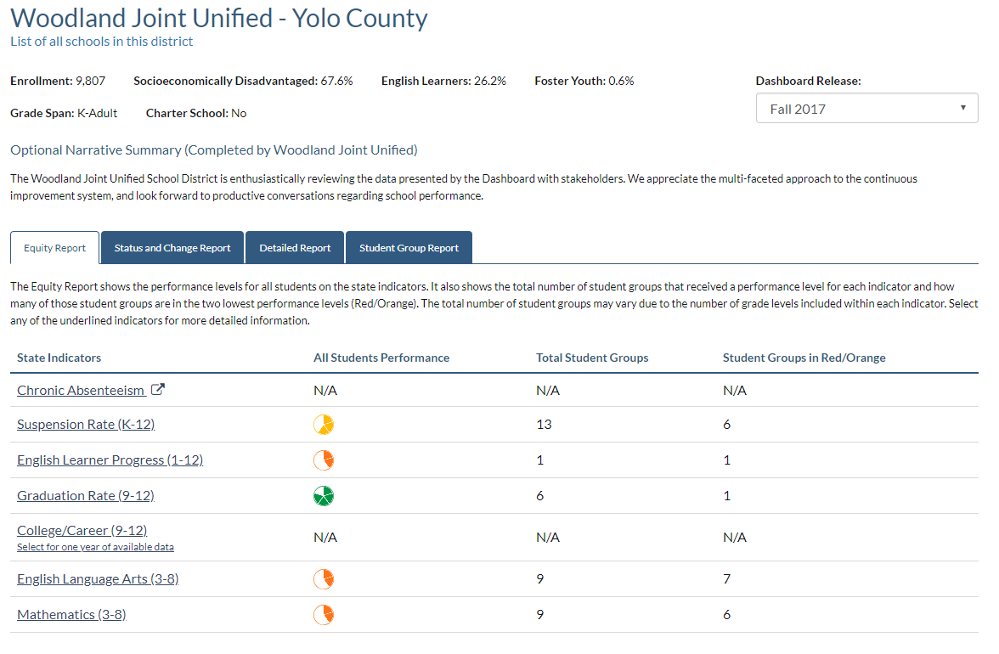 Woodland Joint Unified - Yolo County
List of all schools in this district
Enrollment: 9,807 Socioeconomically Disadvantaged: 67.6% English Learners: 26.2% Foster Youth: 0.6% Dashboard Release:
Grade Span: K-Adult Charter School: No Fall 2017
Optional Narrative Summary (Completed by Woodland Joint Unified)
The Woodland Joint Unified School District is enthusiastically reviewing the data presented by the Dashboard with stakeholders. We appreciate the multi-faceted approach to the continuous
improvement system, and look forward to productive conversations regarding school performance.
Equity Report Status and Change Report Detailed Report Student Group Report
The Equity Report shows the performance levels for all students on the state indicators. It also shows the total number of student groups that received a performance level for each indicator and how
many of those student groups are in the two lowest performance levels (Red/Orange). The total number of student groups may vary due to the number of grade levels included within each indicator. Select
any of the underlined indicators for more detailed information.
State Indicators All Students Performance Total Student Groups Student Groups in Red/Orange
Chronic Absenteeism N/A N/A N/A
Suspension Rate (K-12) 13 6
English Learner Progress (1-12) 1 1
Graduation Rate (9-12) 6 1
College/Career (9-12) N/A N/A N/A
Select for one year of available data
English Language Arts (3-8) 9 7
Mathematics (3-8) 9 6